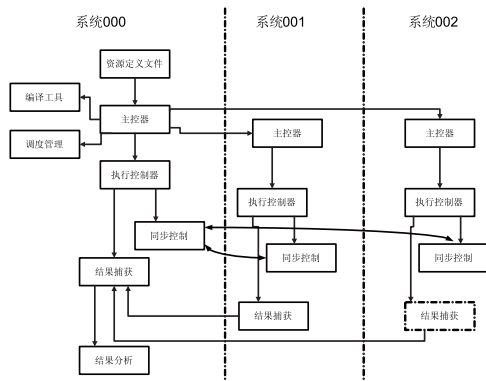 系统000
系统001
系统002
资源定义文件
编译工具
主控器
主控器
主控器
调度管理
执行控制器
执行控制器
执行控制器
同步控制
同步控制
同步控制
结果捕获
结果捕获
结果捕获
结果分析